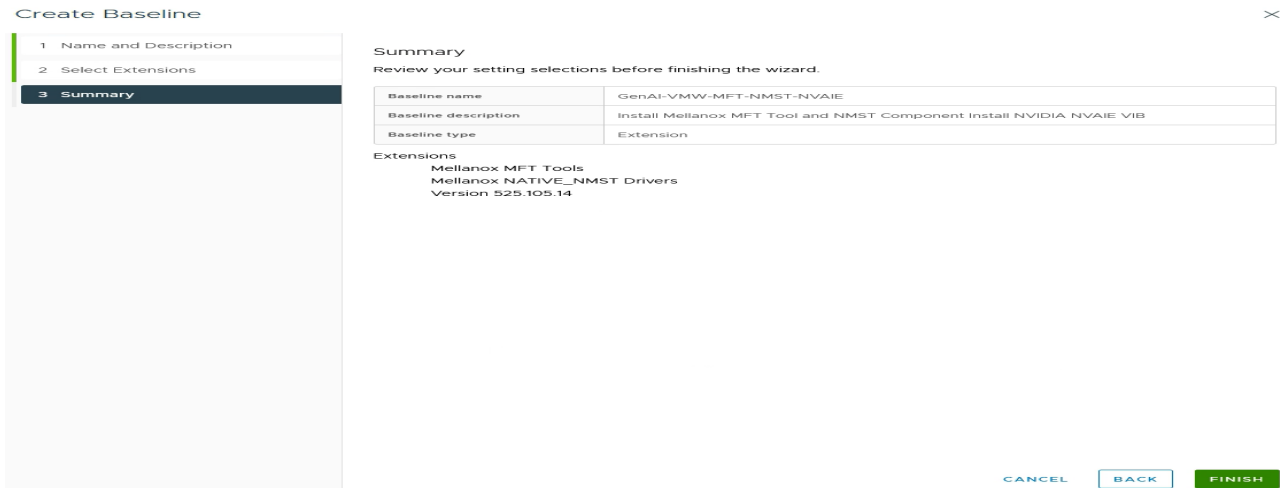 Create Baseline
1 Name and Description
2 Select Extensions
3 Summary
Summary
Review your setting selections before finishing the wizard.
Baseline name GenAI-VMW-MFT-NMST-NVAIE
Baseline description Install Mellanox MFT Tool and NMST Component Install NVIDIA NVAIE VIB
Baseline type Extension
Extensions
Mellanox MFT Tools
Mellanox NATIVE_NMST Drivers
Version 525.105.14
CANCEL BACK FINISH